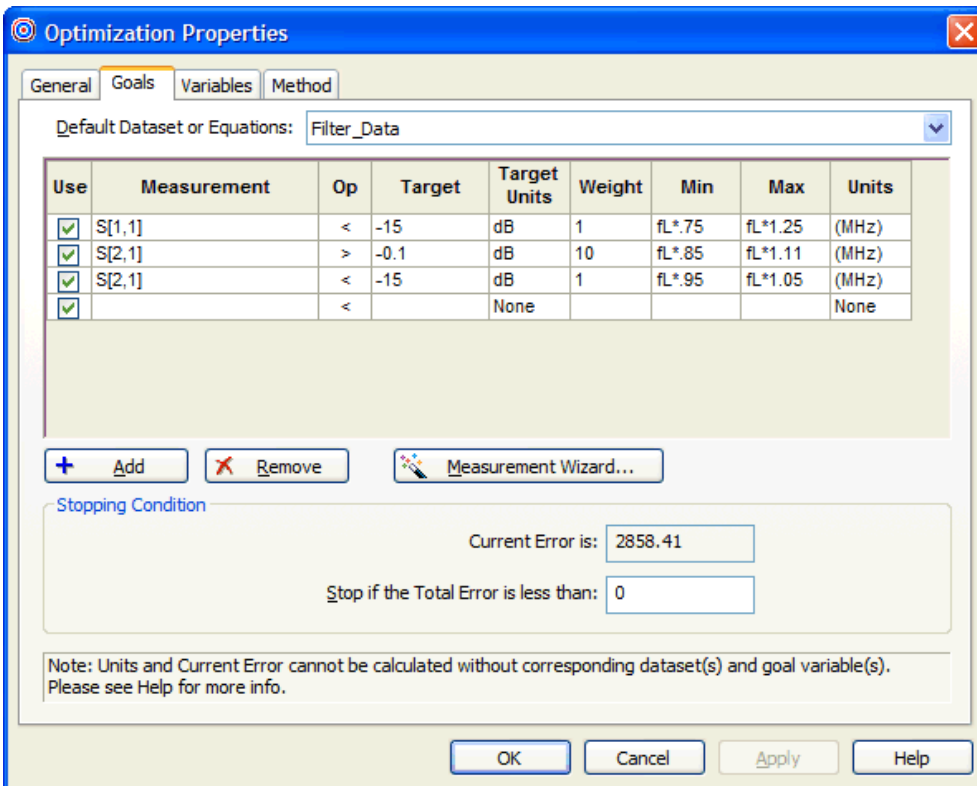 Optimization Properties
General Goals Variables Method
Default Dataset or Equations: Filter_Data
Use Measurement Op Target Target Units Weight Min Max Units
S[1,1] < -15 dB 1 fL*.75 fL*1.25 (MHz)
S[2,1] > -0.1 dB 10 fL*.85 fL*1.11 (MHz)
S[2,1] < -15 dB 1 fL*.95 fL*1.05 (MHz)
< None None
Add Remove Measurement Wizard...
Stopping Condition
Current Error is: 2858.41
Stop if the Total Error is less than: 0
Note: Units and Current Error cannot be calculated without corresponding dataset(s) and goal variable(s).
Please see Help for more info.
OK Cancel Apply Help